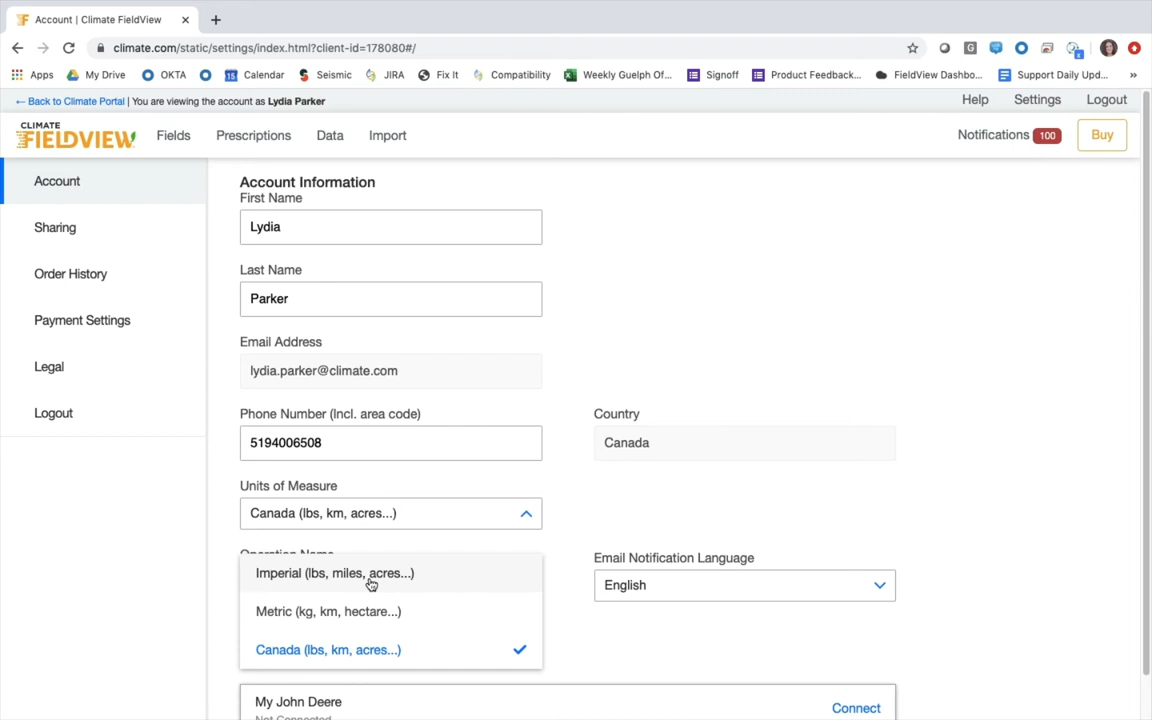 Account | Climate FieldView
climate.com/static/settings/index.html?client-id=178080#/
Apps My Drive OKTA Calendar Seismic JIRA Fix It Compatibility Weekly Guelph Of... Signoff Product Feedback... FieldView Dashbo... Support Daily Upd... »
← Back to Climate Portal | You are viewing the account as Lydia Parker Help Settings Logout
CLIMATE
FIELDVIEW Fields Prescriptions Data Import Notifications 100 Buy
Account
Sharing
Order History
Payment Settings
Legal
Logout
Account Information
First Name
Lydia
Last Name
Parker
Email Address
lydia.parker@climate.com
Phone Number (Incl. area code) Country
5194006508 Canada
Units of Measure
Canada (lbs, km, acres...)
Operation Name Email Notification Language
Imperial (lbs, miles, acres...) English
Metric (kg, km, hectare...)
Canada (lbs, km, acres...)
My John Deere
Not Connected Connect